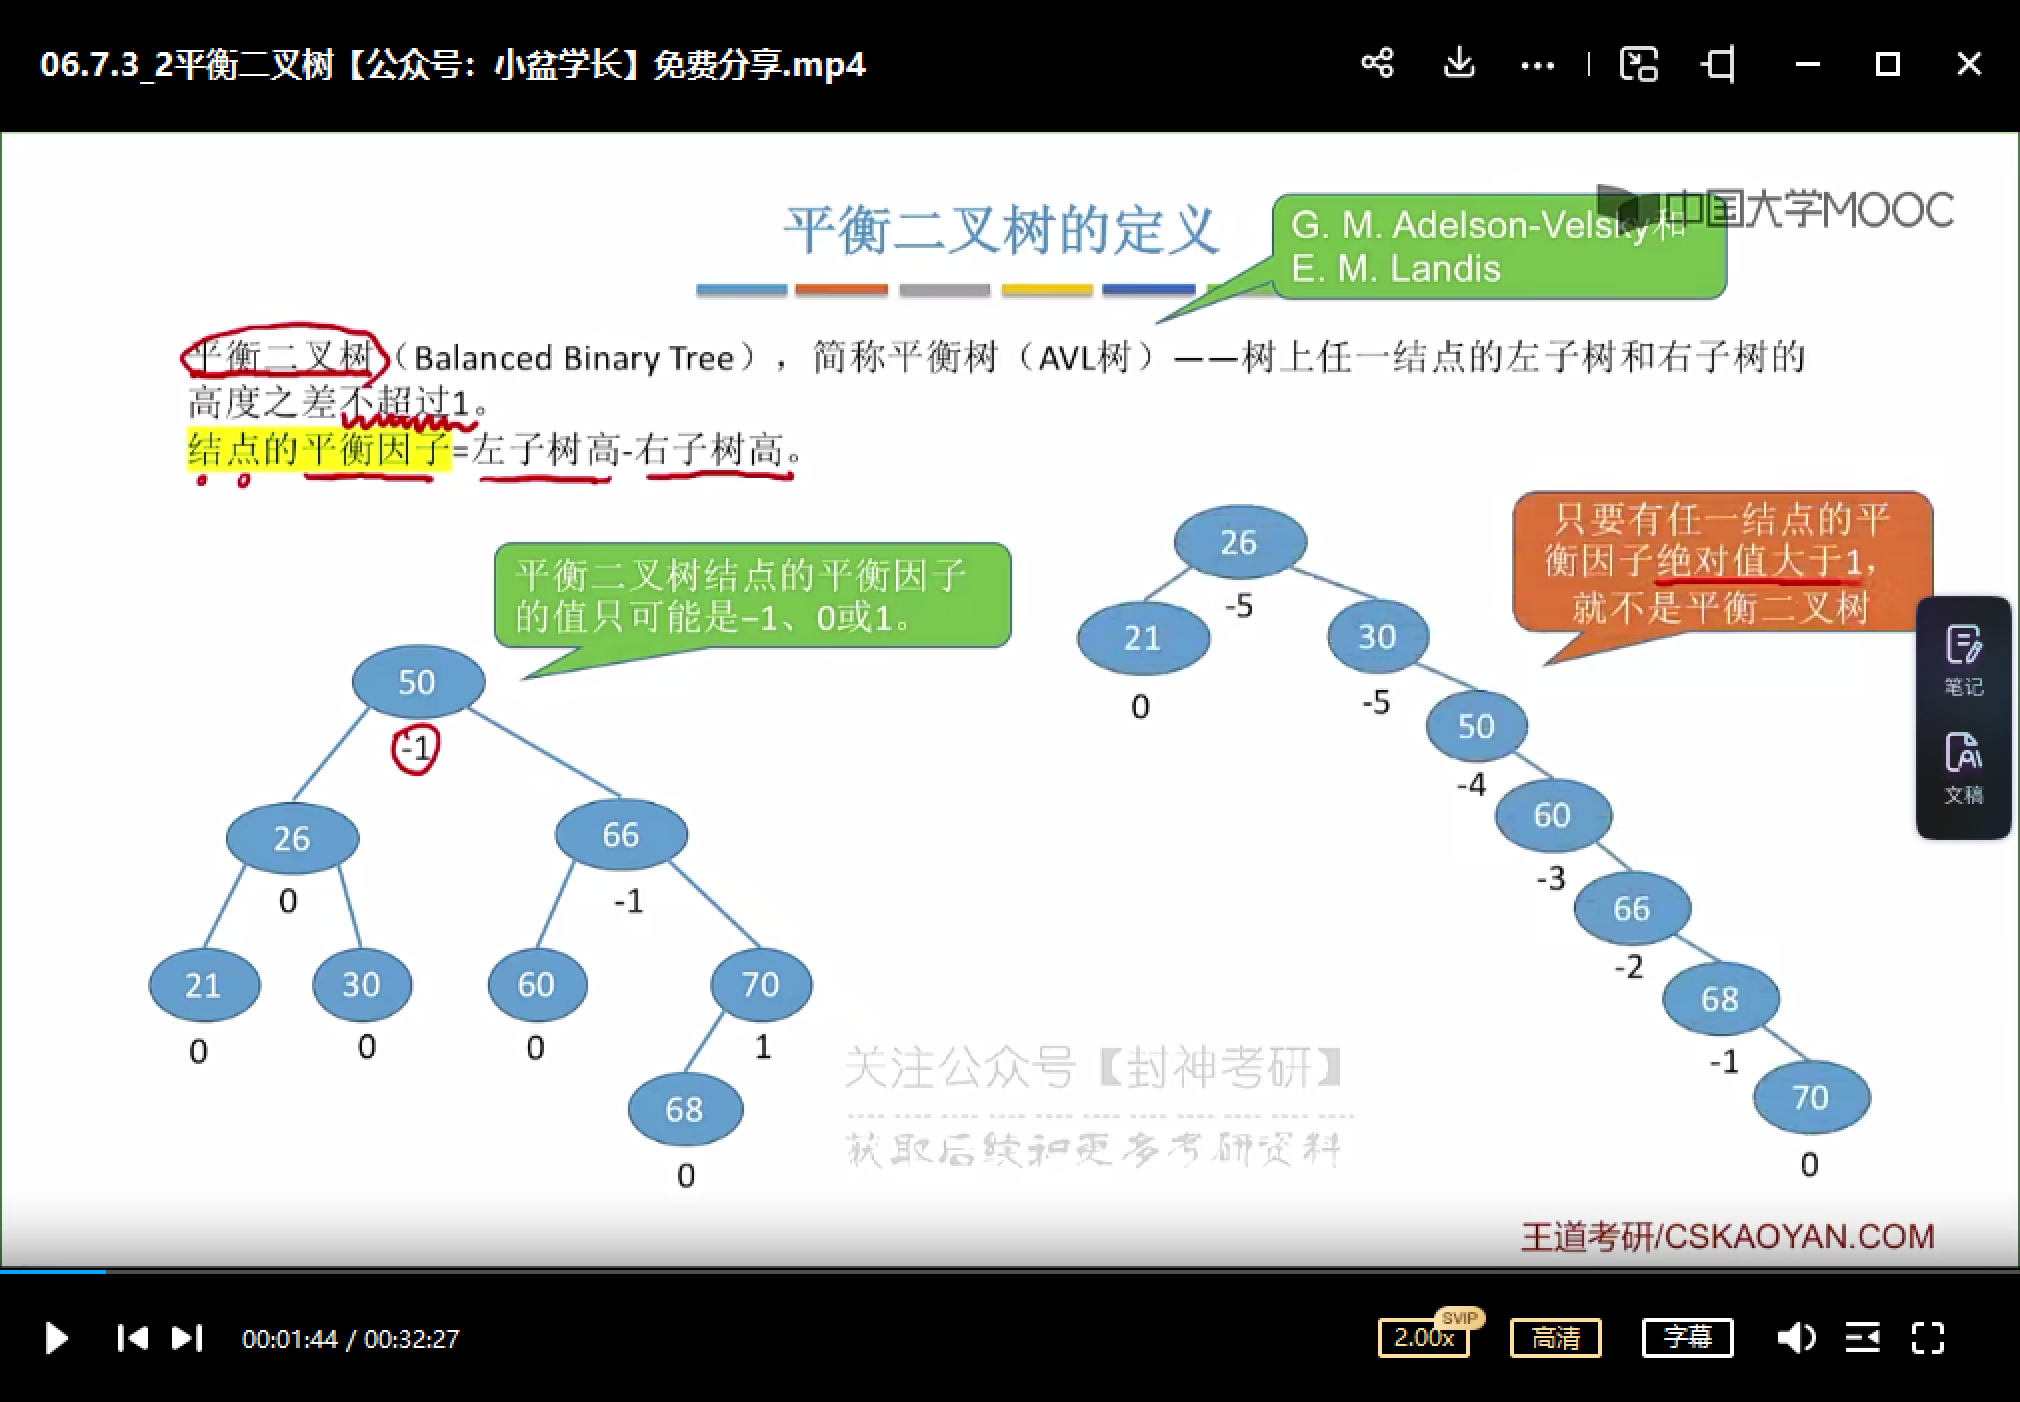 06.7.3_2平衡二叉树【公众号：小盆学长】免费分享.mp4
中国大学MOOC
平衡二叉树的定义
G. M. Adelson-Velsky和
E. M. Landis
平衡二叉树（Balanced Binary Tree），简称平衡树（AVL树）——树上任一结点的左子树和右子树的
高度之差不超过1。
结点的平衡因子=左子树高-右子树高。
平衡二叉树结点的平衡因子
的值只可能是−1、0或1。
只要有任一结点的平
衡因子绝对值大于1，
就不是平衡二叉树
50
-1
26
0
66
-1
21
0
30
0
60
0
70
1
68
0
26
-5
21
0
30
-5
50
-4
60
-3
66
-2
68
-1
70
0
笔记
文稿
关注公众号【封神考研】
获取后续和更多考研资料
王道考研/CSKAOYAN.COM
00:01:44 / 00:32:27
SVIP
2.00x
高清
字幕